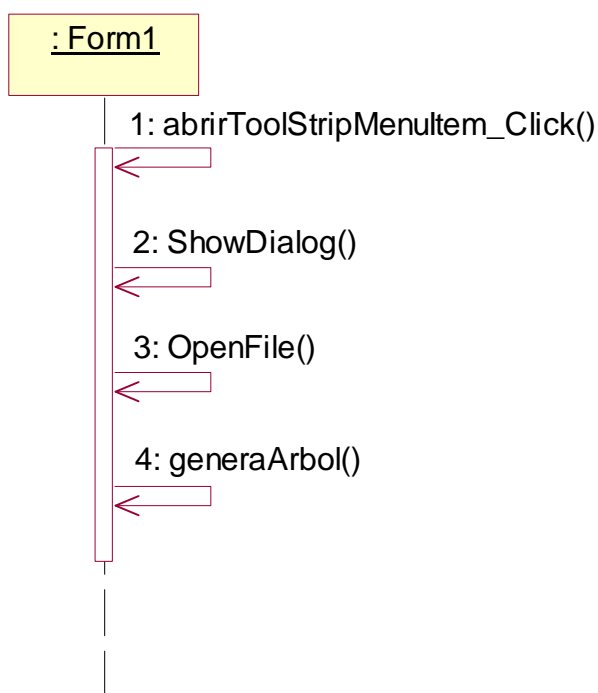 : Form1
1: abrirToolStripMenuItem_Click()
2: ShowDialog()
3: OpenFile()
4: generaArbol()